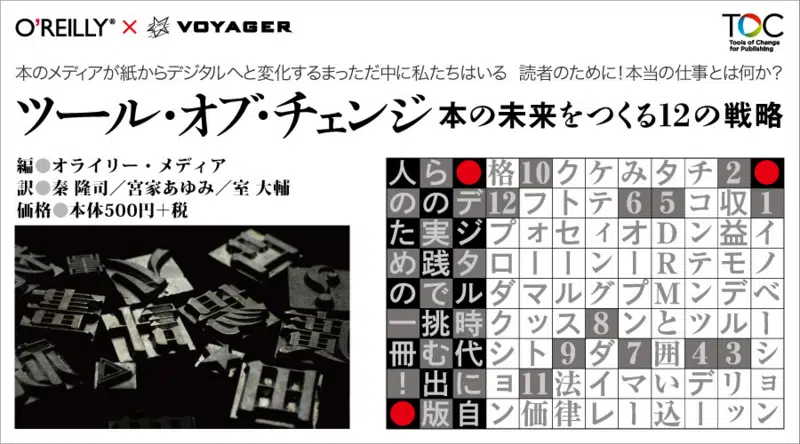 O'REILLY® × VOYAGER
TOC
Tools of Change
for Publishing
本のメディアが紙からデジタルへと変化するまっただ中に私たちはいる 読者のために!本当の仕事とは何か?
ツール・オブ・チェンジ 本の未来をつくる12の戦略
編●オライリー・メディア
訳●秦 隆司／宮家あゆみ／室 大輔
価格●本体500円＋税
●1イノベーション
2収益モデル3リッ
チコンテンツ4デー
タ5DRMと囲い込
み6オープン7マー
ケティング8ダイレ
クトセールス9法律
10フォーマット11価
格12プロダクション
●デジタル時代に自
らの実践で挑む出版
人のための一冊！●